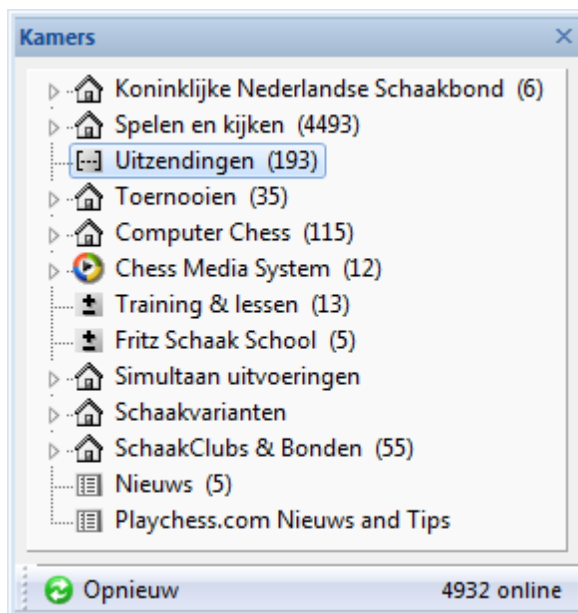 Kamers
Koninklijke Nederlandse Schaakbond (6)
Spelen en kijken (4493)
Uitzendingen (193)
Toernooien (35)
Computer Chess (115)
Chess Media System (12)
Training & lessen (13)
Fritz Schaak School (5)
Simultaan uitvoeringen
Schaakvarianten
SchaakClubs & Bonden (55)
Nieuws (5)
Playchess.com Nieuws and Tips
Opnieuw 4932 online